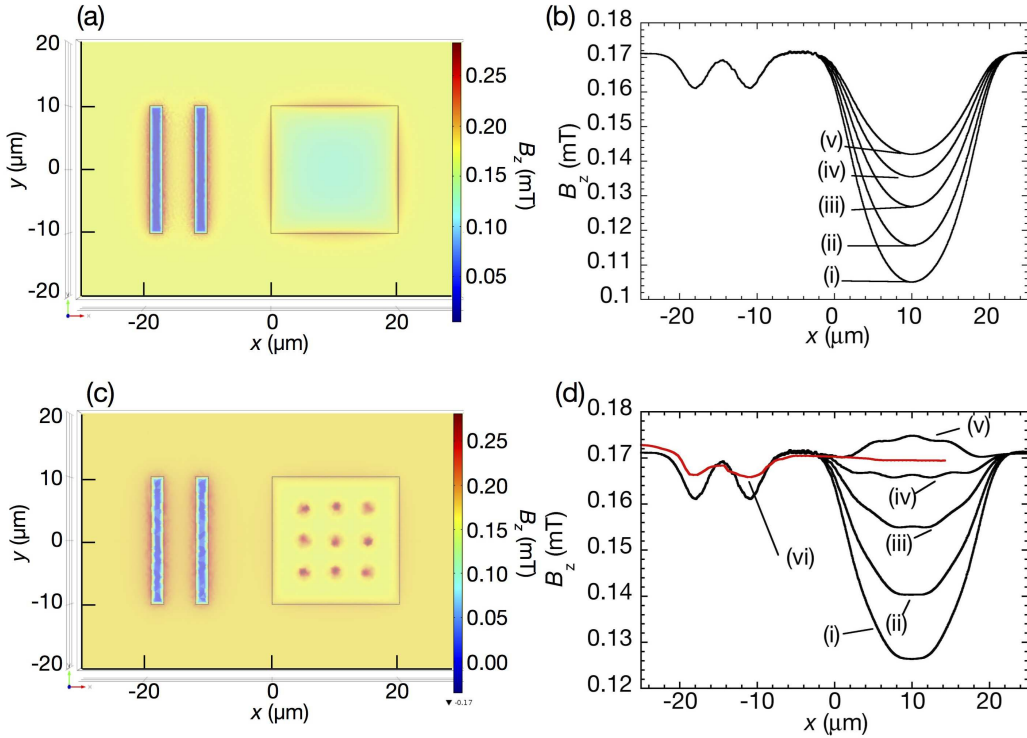 (a)
20
10
0
-10
-20
y (µm)
-20
0
20
x (µm)
0.25
0.20
0.15
0.10
0.05
B_z (mT)
x
(b)
0.18
0.17
0.16
0.15
0.14
0.13
0.12
0.11
0.1
B_z (mT)
(v)
(iv)
(iii)
(ii)
(i)
-20
-10
0
10
20
x (µm)
(c)
20
10
0
-10
-20
y (µm)
-20
0
20
x (µm)
0.25
0.20
0.15
0.10
0.05
0.00
▼ -0.17
B_z (mT)
x
(d)
0.18
0.17
0.16
0.15
0.14
0.13
0.12
B_z (mT)
(v)
(iv)
(iii)
(vi)
(ii)
(i)
-20
-10
0
10
20
x (µm)